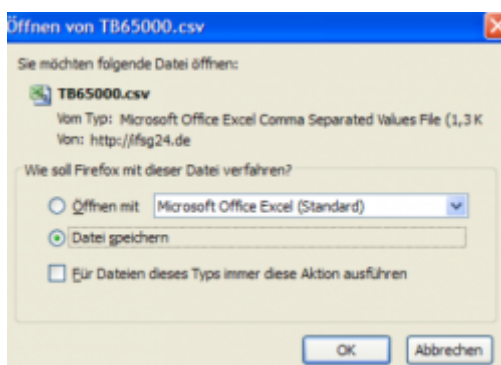 Öffnen von TB65000.csv
Sie möchten folgende Datei öffnen:
TB65000.csv
Vom Typ: Microsoft Office Excel Comma Separated Values File (1,3 K
Von: http://ifsg24.de
Wie soll Firefox mit dieser Datei verfahren?
Öffnen mit Microsoft Office Excel (Standard)
Datei speichern
Für Dateien dieses Typs immer diese Aktion ausführen
OK Abbrechen